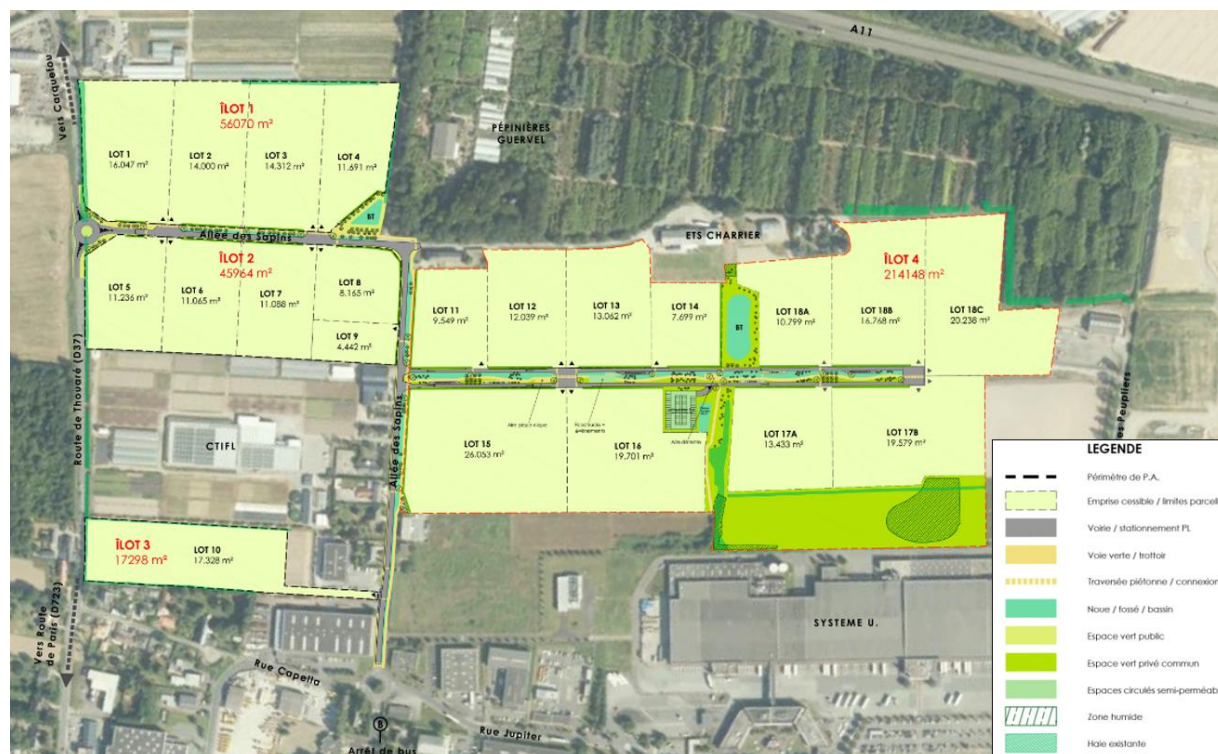 A11
Vers Carquefou
ÎLOT 1
56070 m²
PÉPINIÈRES
GUERVEL
LOT 1
16.047 m²
LOT 2
14.000 m²
LOT 3
14.312 m²
LOT 4
11.691 m²
BT
Allée des Sapins
ETS CHARRIER
ÎLOT 2
45964 m²
ÎLOT 4
214148 m²
LOT 5
11.236 m²
LOT 6
11.065 m²
LOT 7
11.088 m²
LOT 8
8.165 m²
LOT 9
4.442 m²
LOT 11
9.549 m²
LOT 12
12.039 m²
LOT 13
13.062 m²
LOT 14
7.699 m²
BT
LOT 18A
10.799 m²
LOT 18B
16.768 m²
LOT 18C
20.238 m²
Route de Thouaré (D37)
CTIFL
Allée des Sapins
Aire pique-nique
LOT 15
26.053 m²
LOT 16
19.701 m²
LOT 17A
13.433 m²
LOT 17B
19.579 m²
es Peupliers
ÎLOT 3
17298 m²
LOT 10
17.328 m²
SYSTEME U.
Vers Route
de Paris (D723)
Rue Capella
Rue Jupiter
B
Arrêt de bus
LEGENDE
Périmètre de P.A.
Emprise cessible / limites parcell
Voirie / stationnement PL
Voie verte / trottoir
Traversée piétonne / connexion
Noue / fossé / bassin
Espace vert public
Espace vert privé commun
Espaces circulés semi-perméab
Zone humide
Haie existante